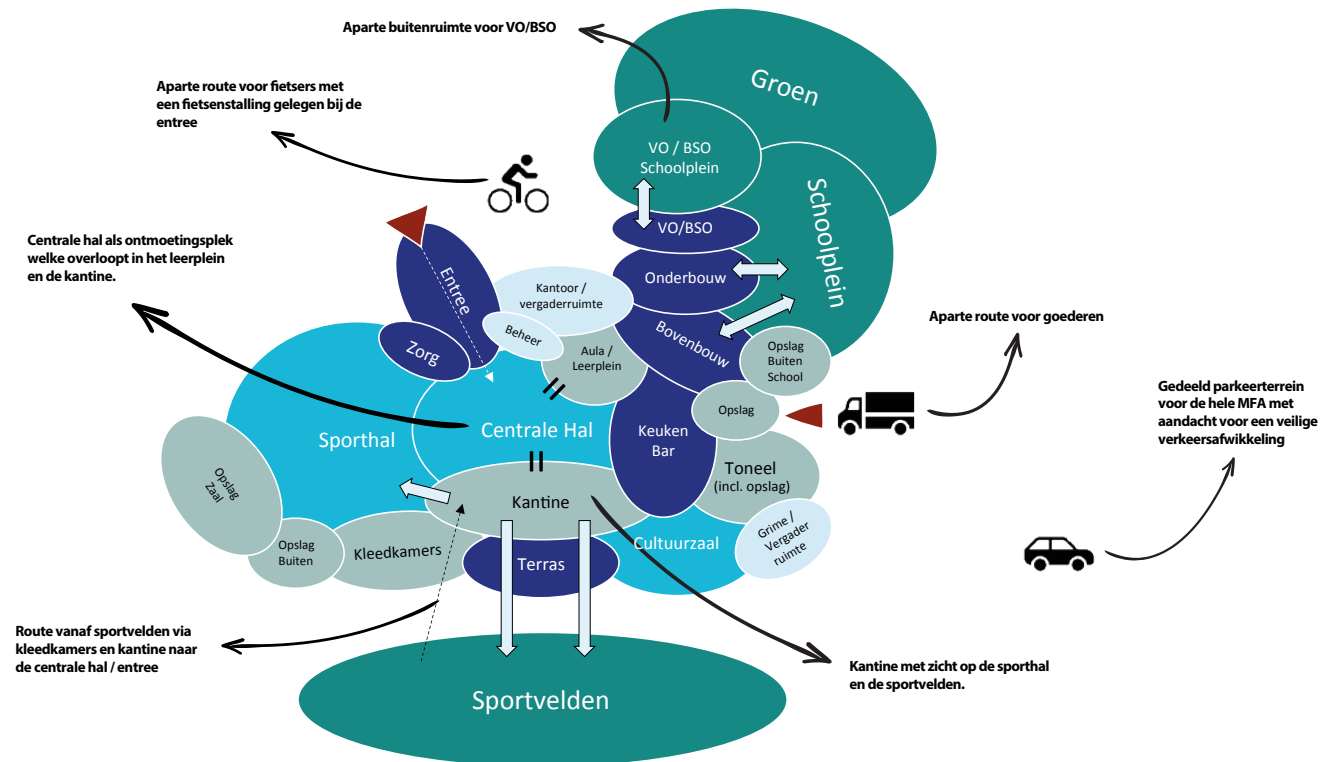 Aparte buitenruimte voor VO/BSO
Groen
Aparte route voor fietsers met
een fietsenstalling gelegen bij de
entree
VO / BSO
Schoolplein
Schoolplein
VO/BSO
Centrale hal als ontmoetingsplek
welke overloopt in het leerplein
en de kantine.
Entree
Onderbouw
Kantoor /
vergaderruimte
Beheer
Bovenbouw
Aparte route voor goederen
Zorg
Aula /
Leerplein
Opslag
Buiten
School
Gedeeld parkeerterrein
voor de hele MFA met
aandacht voor een veilige
verkeersafwikkeling
Opslag
Sporthal
Centrale Hal
Keuken
Bar
Toneel
(incl. opslag)
Opslag
Zaal
Kantine
Grime /
Vergader
ruimte
Opslag
Buiten
Kleedkamers
Terras
Cultuurzaal
Route vanaf sportvelden via
kleedkamers en kantine naar
de centrale hal / entree
Kantine met zicht op de sporthal
en de sportvelden.
Sportvelden